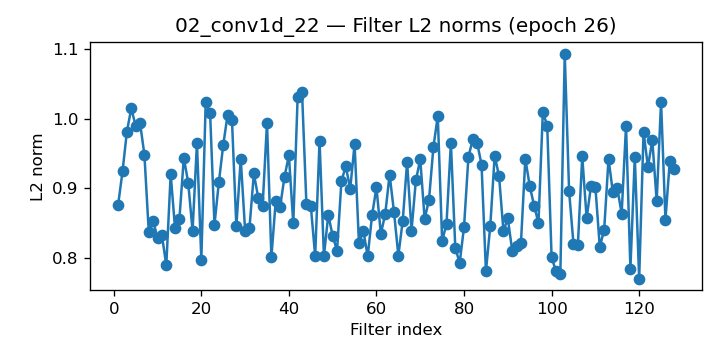 02_conv1d_22 — Filter L2 norms (epoch 26)
1.1
1.0
0.9
0.8
L2 norm
0 20 40 60 80 100 120
Filter index